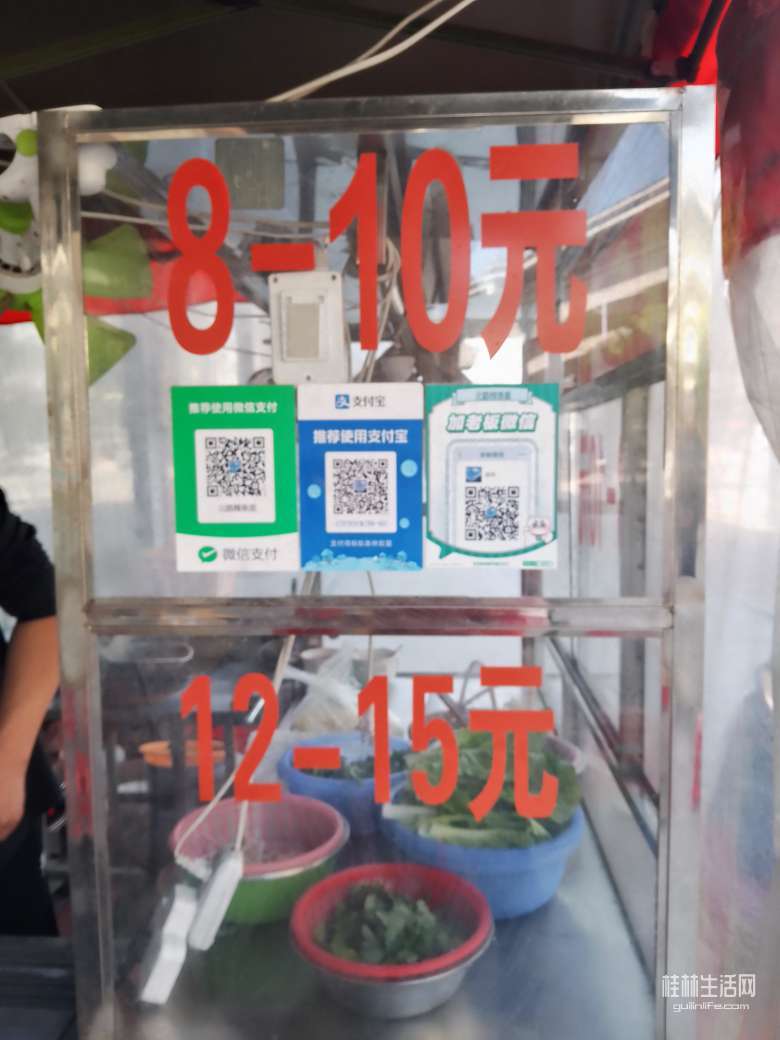 8-10元
推荐使用微信支付
微信支付
支付宝
推荐使用支付宝
加老板微信
12-15元
桂林生活网
guilinlife.com